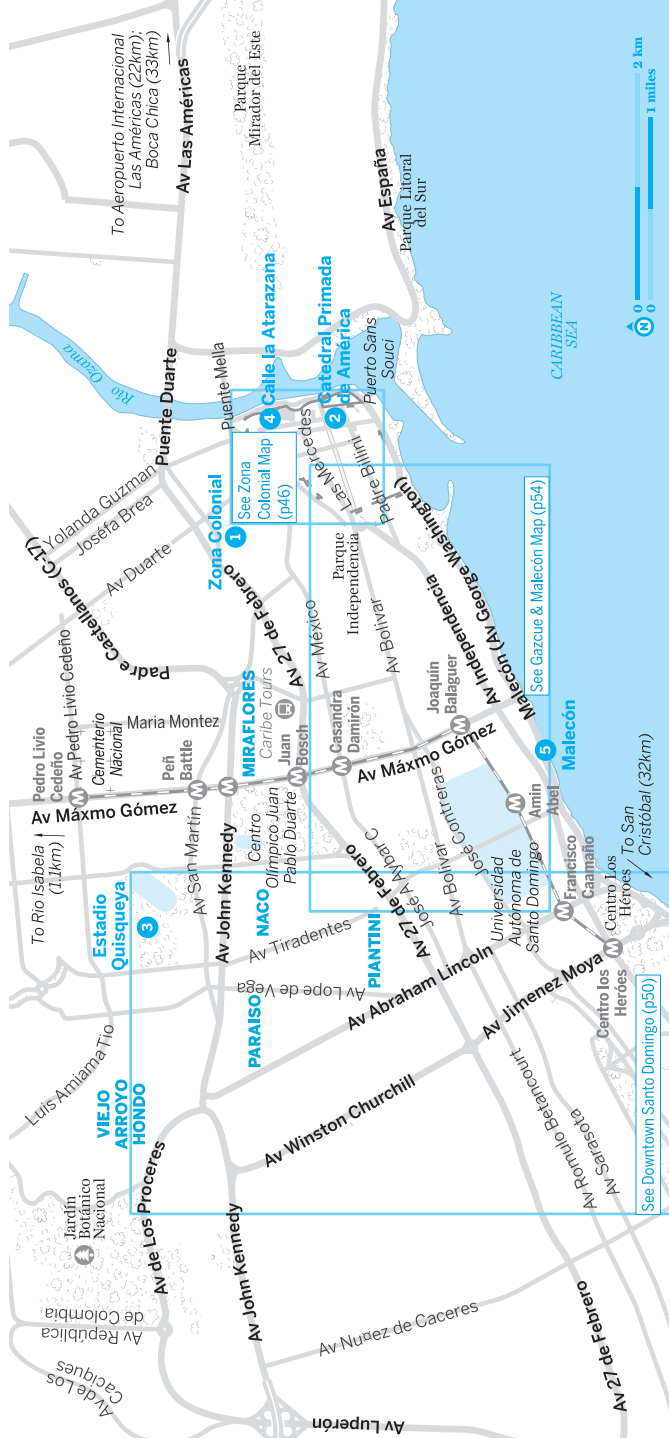 To Aeropuerto Internacional
Las Américas (22km);
Boca Chica (33km)
Av Las Américas
Parque
Mirador del Este
Av España
Parque Litoral
del Sur
2 km
1 miles
0
0
N
CARIBBEAN
SEA
Río Ozama
Puente Duarte
Puente Mella
4 Calle la Atarazana
2 Catedral Primada
de América
Puerto Sans
Souci
See Zona
Colonial Map
(p46)
Las Mercedes
Padre Billini
Zona Colonial
1
Yolanda Guzman
Joséfa Brea
Av Duarte
Padre Castellanos (C-17)
Av 27 de Febrero
Av México
Parque
Independencia
Av Bolivar
Av Independencia
Malecón (Av George Washington)
See Gazcue & Malecón Map (p54)
Pedro Livio
Cedeño
M
Av Pedro Livio Cedeño
Cementerio
Nacional
Maria Montez
Peñ
Battle
M
M
MIRAFLORES
Caribe Tours
Juan
Bosch
M
Casandra
Damirón
M
Joaquín
Balaguer
M
Av Máxmo Gómez
Av Máxmo Gómez
5
Malecón
To Rio Isabela
(1.1km)
Av San Martín
Av John Kennedy
Centro
Olímpico Juan
Pablo Duarte
Av 27 de Febrero
José A Aybar C
Av Bolívar
José Contreras
Universidad
Autónoma de
Santo Domingo
M
Amin
Abel
M
Francisco
Caamaño
Centro Los
Héroes
To San
Cristóbal (32km)
M
Centro los
Heróes
Estadio
Quisqueya
3
NACO
Av Tiradentes
PIANTINI
Av Lope de Vega
PARAISO
Av Abraham Lincoln
Av Jimenez Moya
Luis Amiama Tio
VIEJO
ARROYO
HONDO
Av Winston Churchill
Av Romulo Betancourt
Av Sarasota
See Downtown Santo Domingo (p50)
Jardín
Botánico
Nacional
Av de Los Proceres
Av John Kennedy
Av República
de Colombia
Av de Los
Caciques
Av Nuñez de Caceres
Av 27 de Febrero
Av Luperón